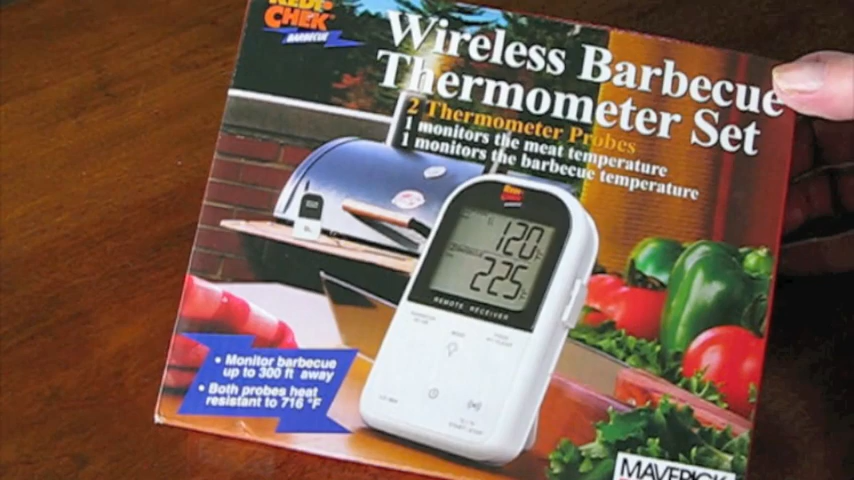 REDI-
CHEK
BARBECUE
Wireless Barbecue
Thermometer Set
2 Thermometer Probes
1 monitors the meat temperature
1 monitors the barbecue temperature
REDI
CHEK
120
225
REMOTE RECEIVER
• Monitor barbecue
up to 300 ft away
• Both probes heat
resistant to 716 °F
MAVERICK